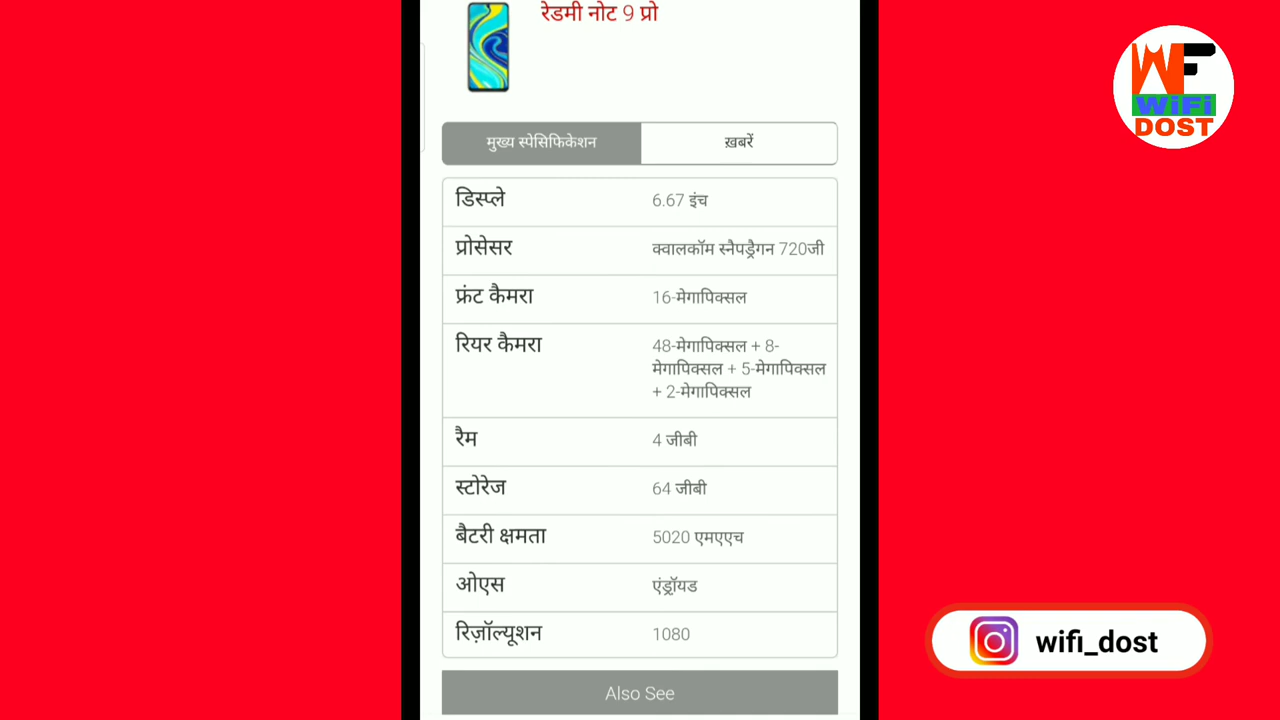 रेडमी नोट 9 प्रो
WF
WiFi
DOST
मुख्य स्पेसिफिकेशन
ख़बरें
डिस्प्ले
6.67 इंच
प्रोसेसर
क्वालकॉम स्नैपड्रैगन 720जी
फ्रंट कैमरा
16-मेगापिक्सल
रियर कैमरा
48-मेगापिक्सल + 8-
मेगापिक्सल + 5-मेगापिक्सल
+ 2-मेगापिक्सल
रैम
4 जीबी
स्टोरेज
64 जीबी
बैटरी क्षमता
5020 एमएएच
ओएस
एंड्रॉयड
रिज़ॉल्यूशन
1080
wifi_dost
Also See